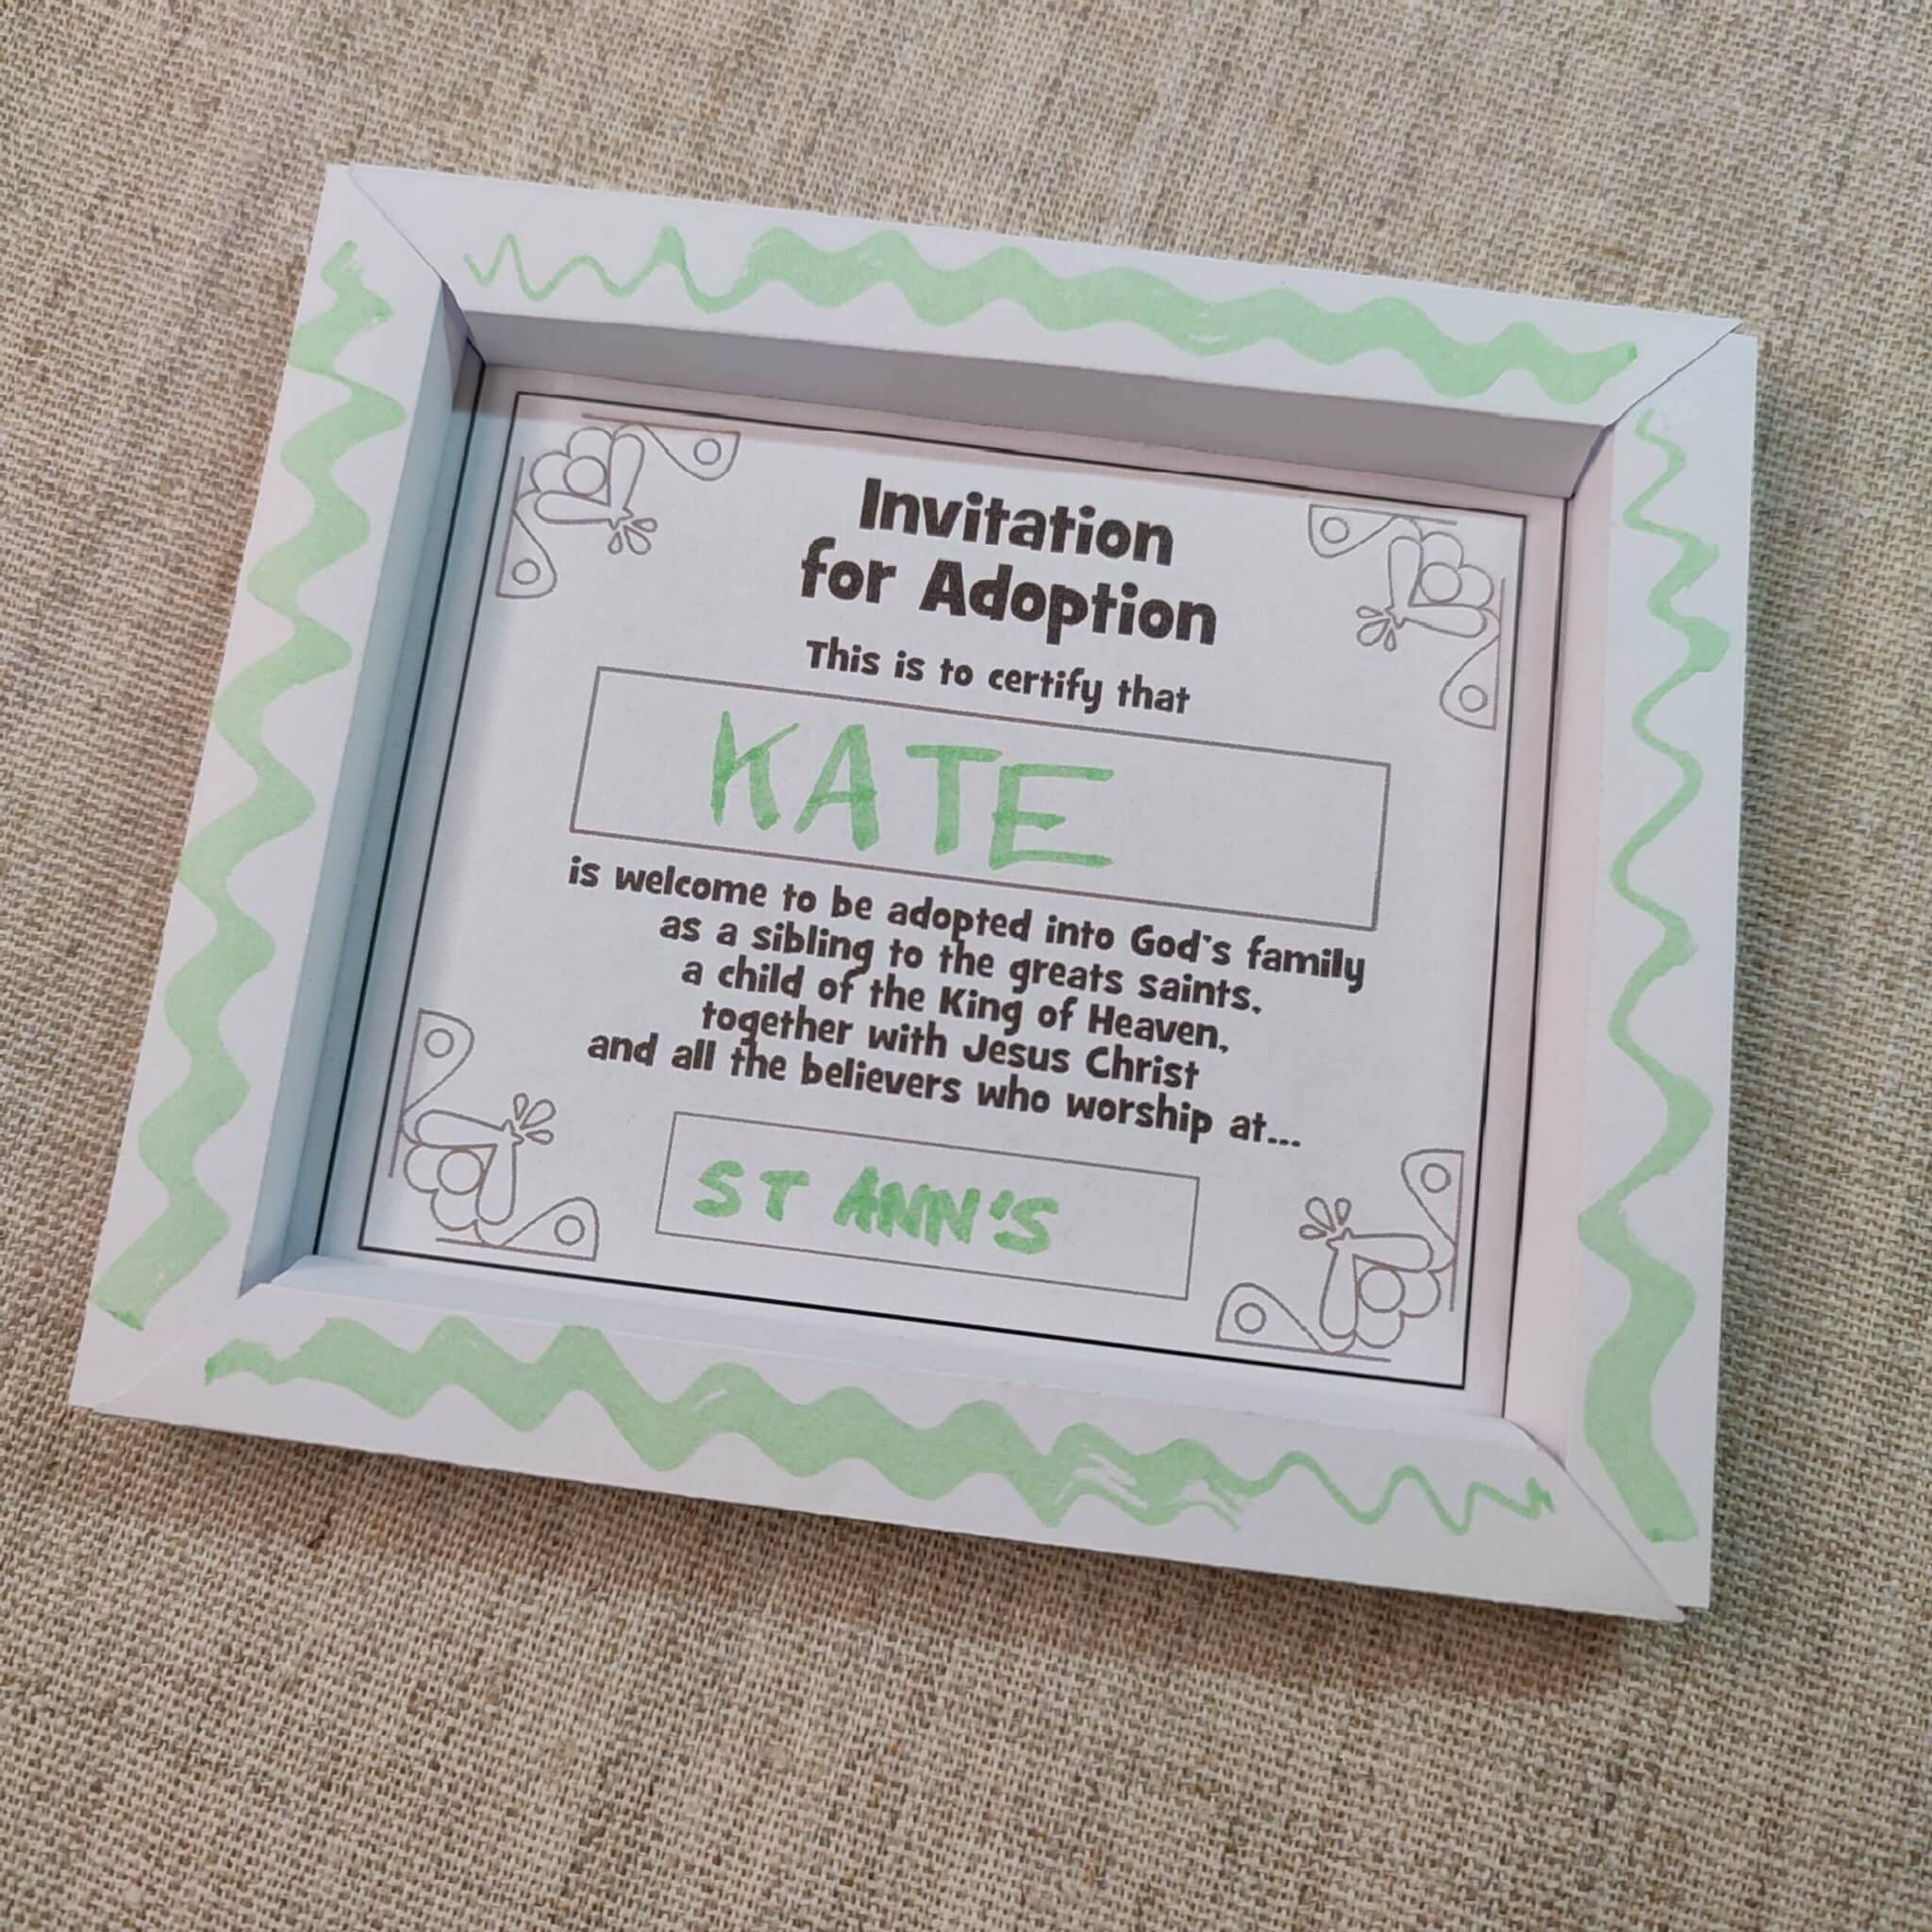 Invitation
for Adoption
This is to certify that
KATE
is welcome to be adopted into God's family
as a sibling to the greats saints,
a child of the King of Heaven,
together with Jesus Christ
and all the believers who worship at...
ST ANN'S